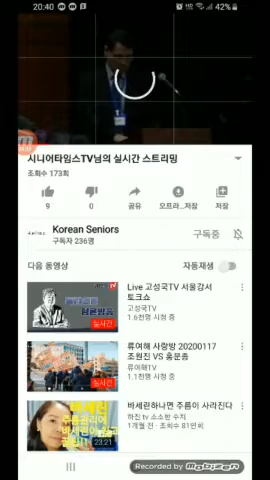 20:40
42%
시니어타임스TV님의 실시간 스트리밍
조회수 173회
9
0
공유
오프라...저장
저장
Korean Seniors
구독자 236명
구독중
다음 동영상
자동재생
Live 고성국TV 서울강서
토크쇼
고성국TV
1.6천명 시청 중
실시간
류여해 사랑방 20200117
조원진 VS 홍문종
류여해TV
1.1천명 시청 중
실시간
바세린하나면 주름이 사라진다
하진 tv 소소한 수치
1개월 전 · 조회수 81만회
바세린
23:21
Recorded by Mobizen